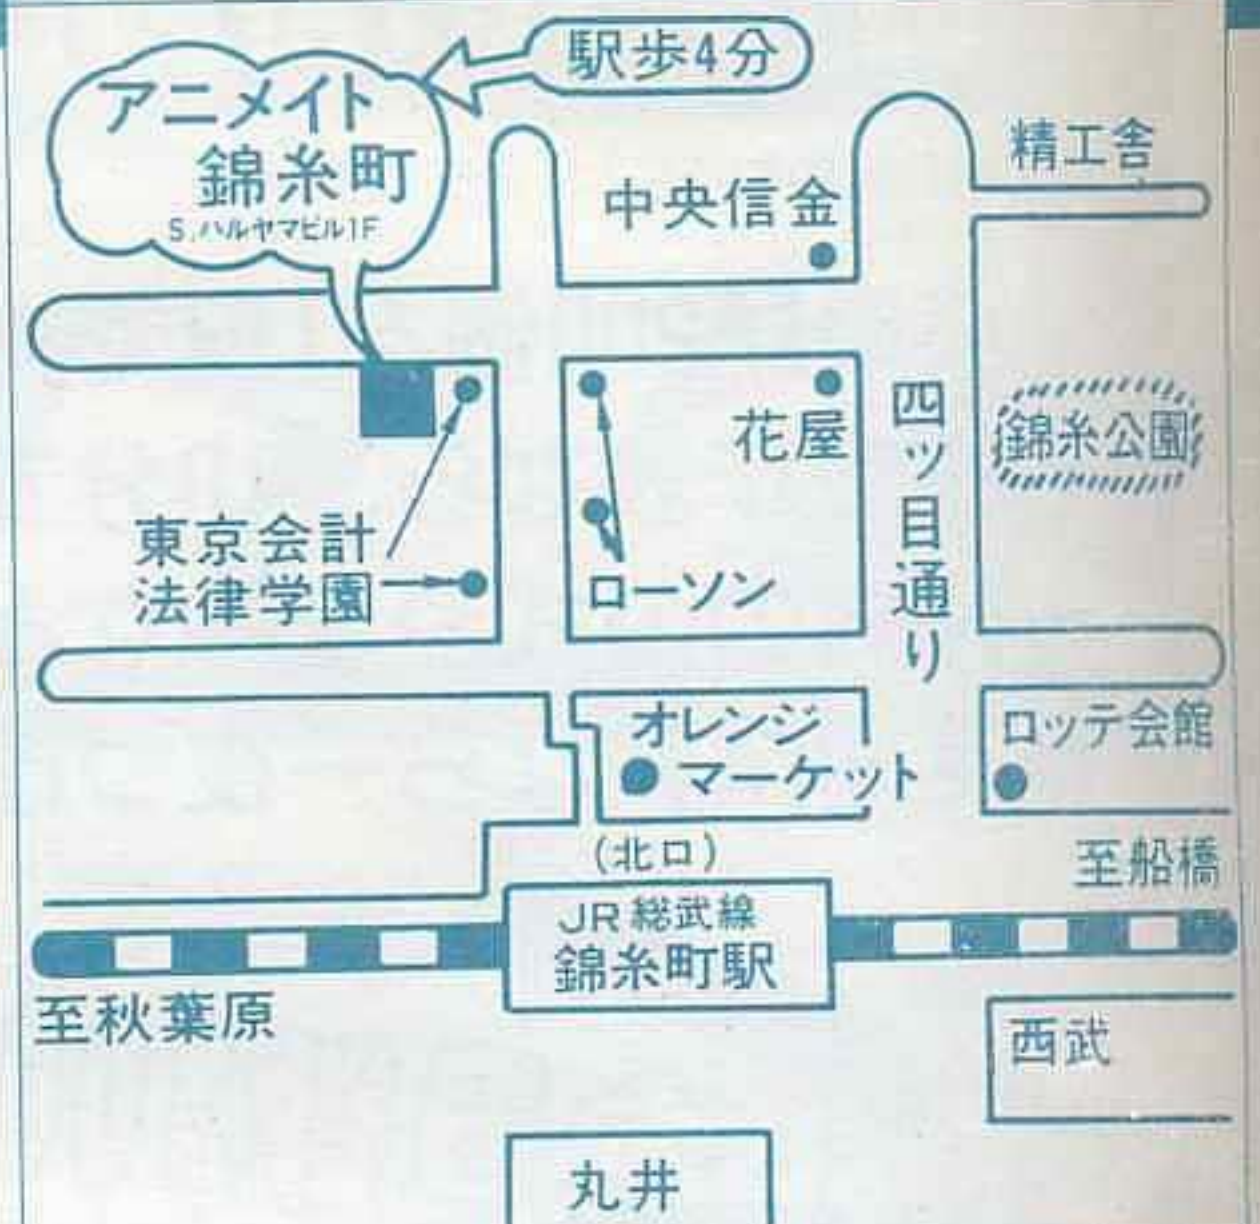 駅歩4分
アニメイト
錦糸町
S.ハルヤマビル1F
精工舎
中央信金
花屋
四ッ目通り
錦糸公園
東京会計
法律学園
ローソン
オレンジ
マーケット
ロッテ会館
(北口)
至船橋
JR総武線
錦糸町駅
至秋葉原
西武
丸井